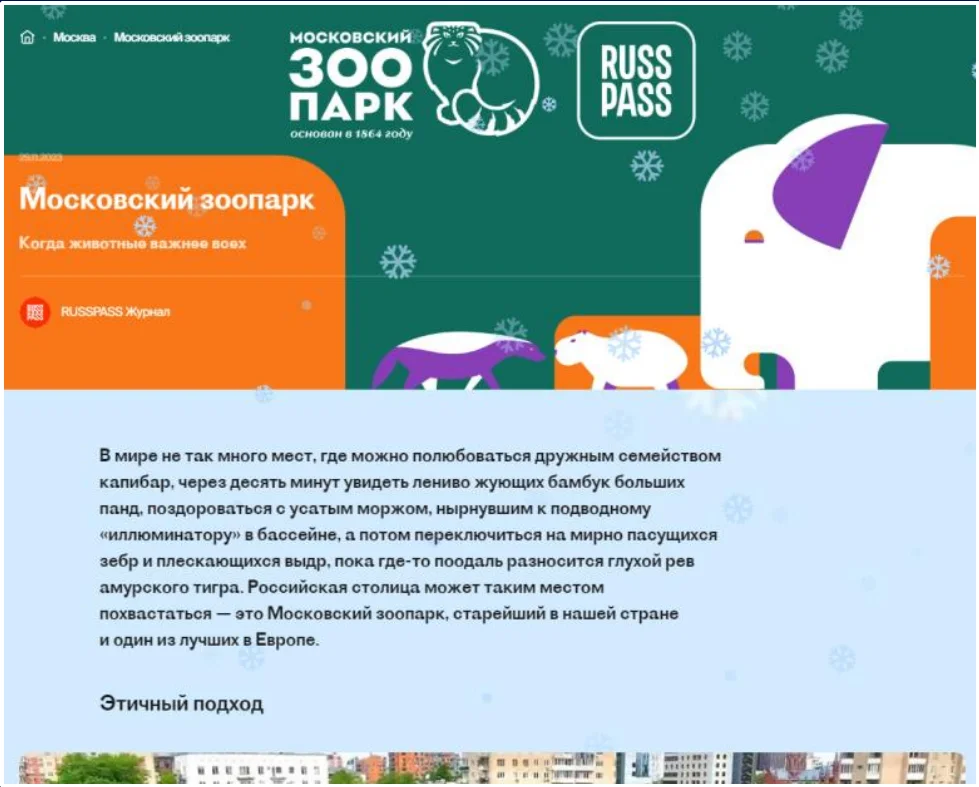 Москва · Московский зоопарк
МОСКОВСКИЙ
ЗОО
ПАРК
основан в 1864 году
RUSS
PASS
Московский зоопарк
Когда животные важнее всех
RUSSPASS Журнал
В мире не так много мест, где можно полюбоваться дружным семейством
капибар, через десять минут увидеть лениво жующих бамбук больших
панд, поздороваться с усатым моржом, нырнувшим к подводному
«иллюминатору» в бассейне, а потом переключиться на мирно пасущихся
зебр и плескающихся выдр, пока где-то поодаль разносится глухой рев
амурского тигра. Российская столица может таким местом
похвастаться — это Московский зоопарк, старейший в нашей стране
и один из лучших в Европе.
Этичный подход